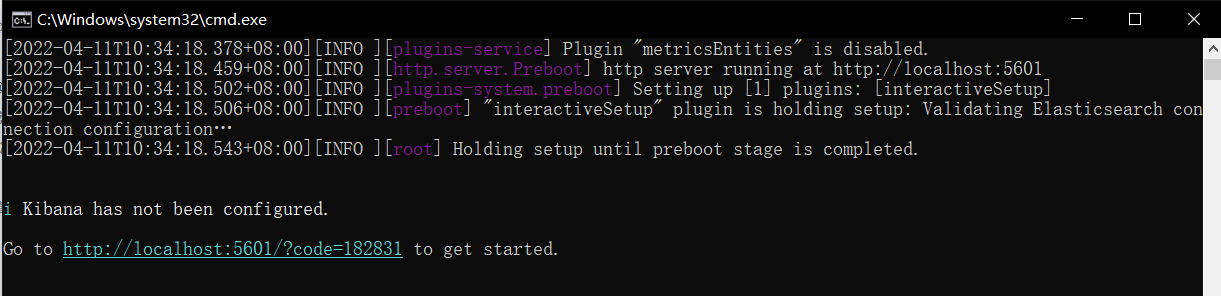 C:\Windows\system32\cmd.exe
[2022-04-11T10:34:18.378+08:00][INFO ][plugins-service] Plugin "metricsEntities" is disabled.
[2022-04-11T10:34:18.459+08:00][INFO ][http.server.Preboot] http server running at http://localhost:5601
[2022-04-11T10:34:18.502+08:00][INFO ][plugins-system.preboot] Setting up [1] plugins: [interactiveSetup]
[2022-04-11T10:34:18.506+08:00][INFO ][preboot] "interactiveSetup" plugin is holding setup: Validating Elasticsearch con
nection configuration…
[2022-04-11T10:34:18.543+08:00][INFO ][root] Holding setup until preboot stage is completed.
i Kibana has not been configured.
Go to http://localhost:5601/?code=182831 to get started.